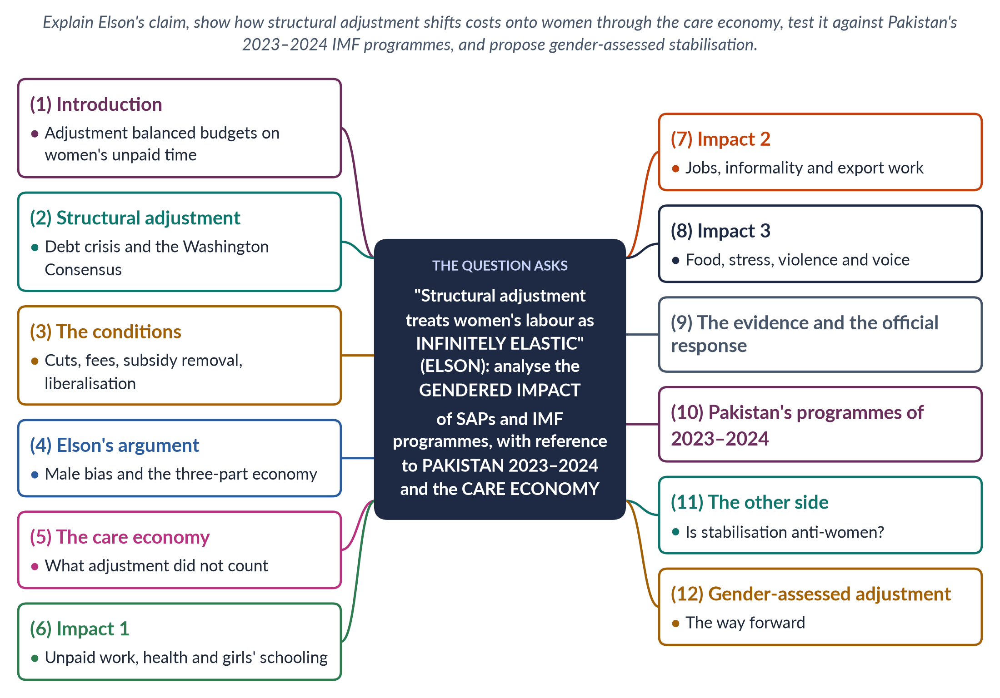 Explain Elson's claim, show how structural adjustment shifts costs onto women through the care economy, test it against Pakistan's
2023–2024 IMF programmes, and propose gender-assessed stabilisation.
(1) Introduction
• Adjustment balanced budgets on
women's unpaid time
(2) Structural adjustment
• Debt crisis and the Washington
Consensus
(3) The conditions
• Cuts, fees, subsidy removal,
liberalisation
(4) Elson's argument
• Male bias and the three-part economy
(5) The care economy
• What adjustment did not count
(6) Impact 1
• Unpaid work, health and girls' schooling
THE QUESTION ASKS
"Structural adjustment
treats women's labour as
INFINITELY ELASTIC"
(ELSON): analyse the
GENDERED IMPACT
of SAPs and IMF
programmes, with reference
to PAKISTAN 2023–2024
and the CARE ECONOMY
(7) Impact 2
• Jobs, informality and export work
(8) Impact 3
• Food, stress, violence and voice
(9) The evidence and the official
response
(10) Pakistan's programmes of
2023–2024
(11) The other side
• Is stabilisation anti-women?
(12) Gender-assessed adjustment
• The way forward